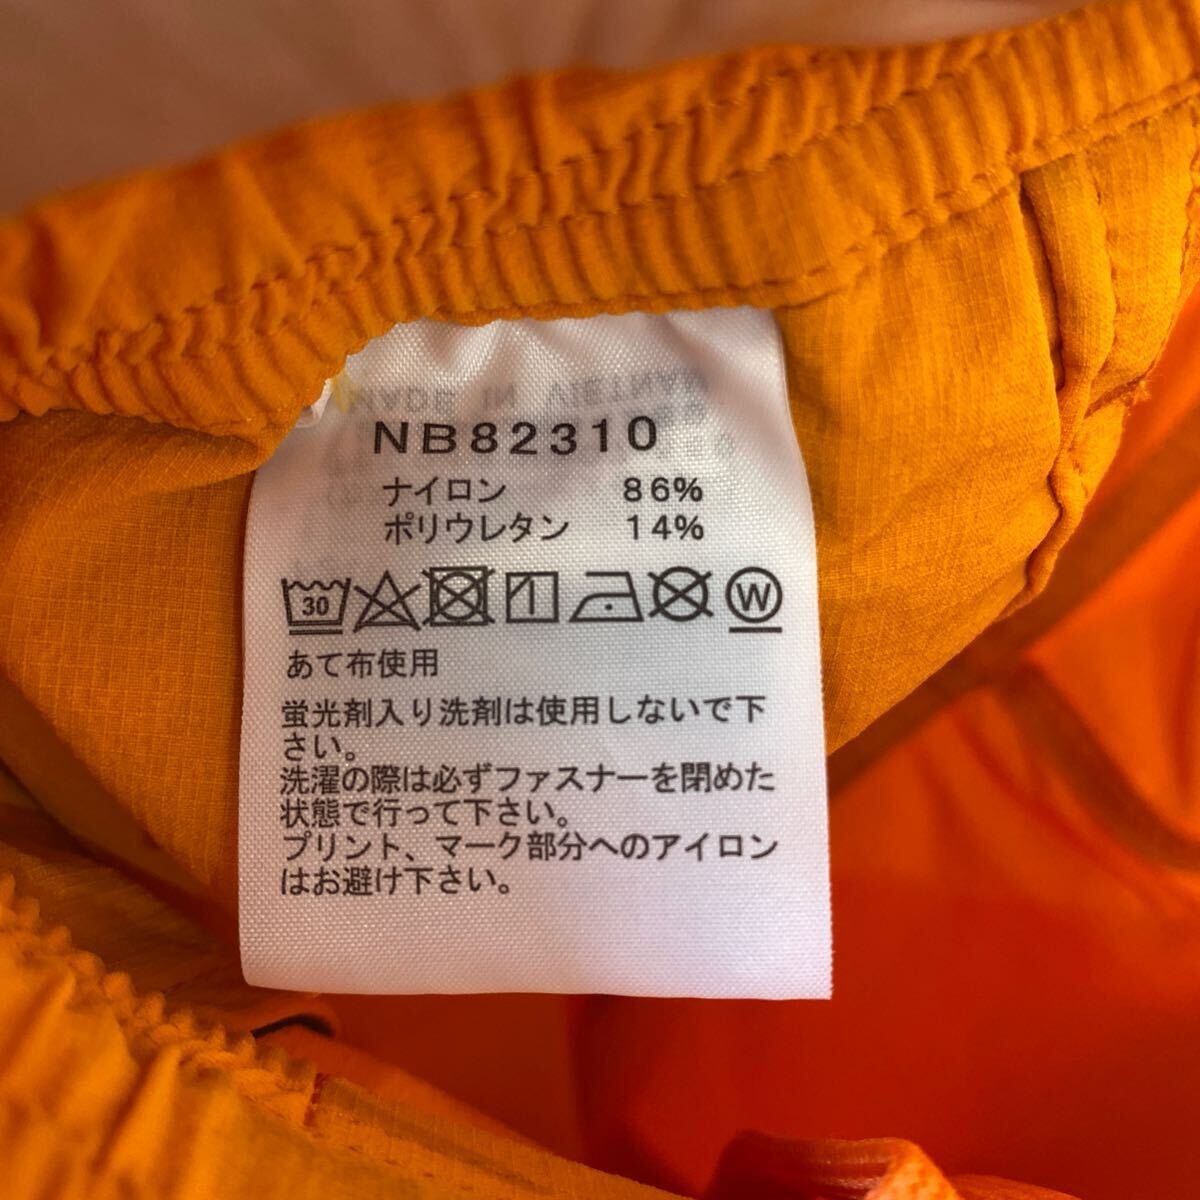 NB82310
ナイロン 86%
ポリウレタン 14%
30 W
あて布使用
蛍光剤入り洗剤は使用しないで下
さい。
洗濯の際は必ずファスナーを閉めた
状態で行って下さい。
プリント、マーク部分へのアイロン
はお避け下さい。